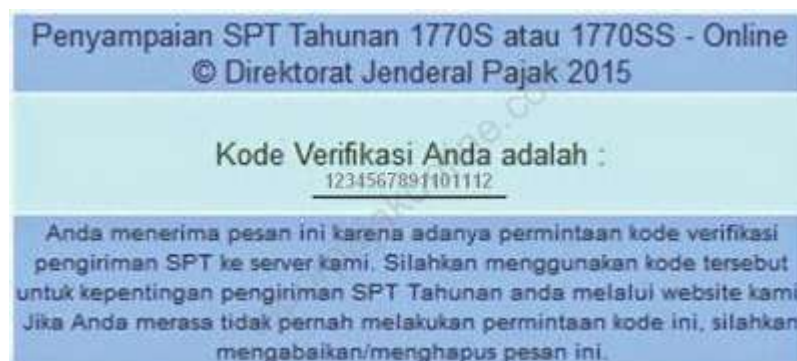 Penyampaian SPT Tahunan 1770S atau 1770SS - Online
© Direktorat Jenderal Pajak 2015
Kode Verifikasi Anda adalah :
1234567891101112
Anda menerima pesan ini karena adanya permintaan kode verifikasi
pengiriman SPT ke server kami. Silahkan menggunakan kode tersebut
untuk kepentingan pengiriman SPT Tahunan anda melalui website kami
Jika Anda merasa tidak pernah melakukan permintaan kode ini, silahkan
mengabaikan/menghapus pesan ini.